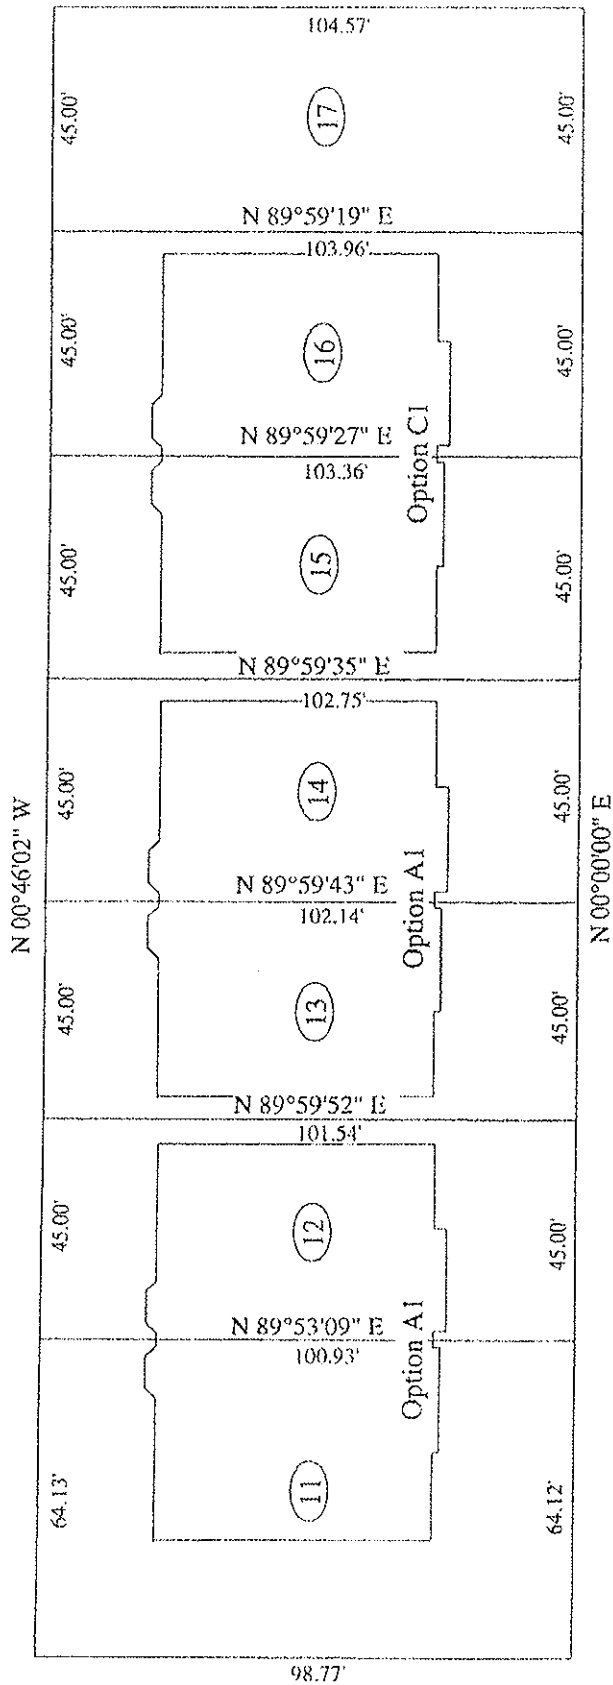 104.57'
45.00'
17
45.00'
N 89°59'19" E
103.96'
45.00'
16
45.00'
N 89°59'27" E
103.36'
Option C1
45.00'
15
45.00'
N 89°59'35" E
102.75'
45.00'
14
45.00'
N 00°46'02" W
N 89°59'43" E
102.14'
Option A1
N 00°00'00" E
45.00'
13
45.00'
N 89°59'52" E
101.54'
45.00'
12
45.00'
N 89°53'09" E
100.93'
Option A1
64.13'
11
64.12'
98.77'